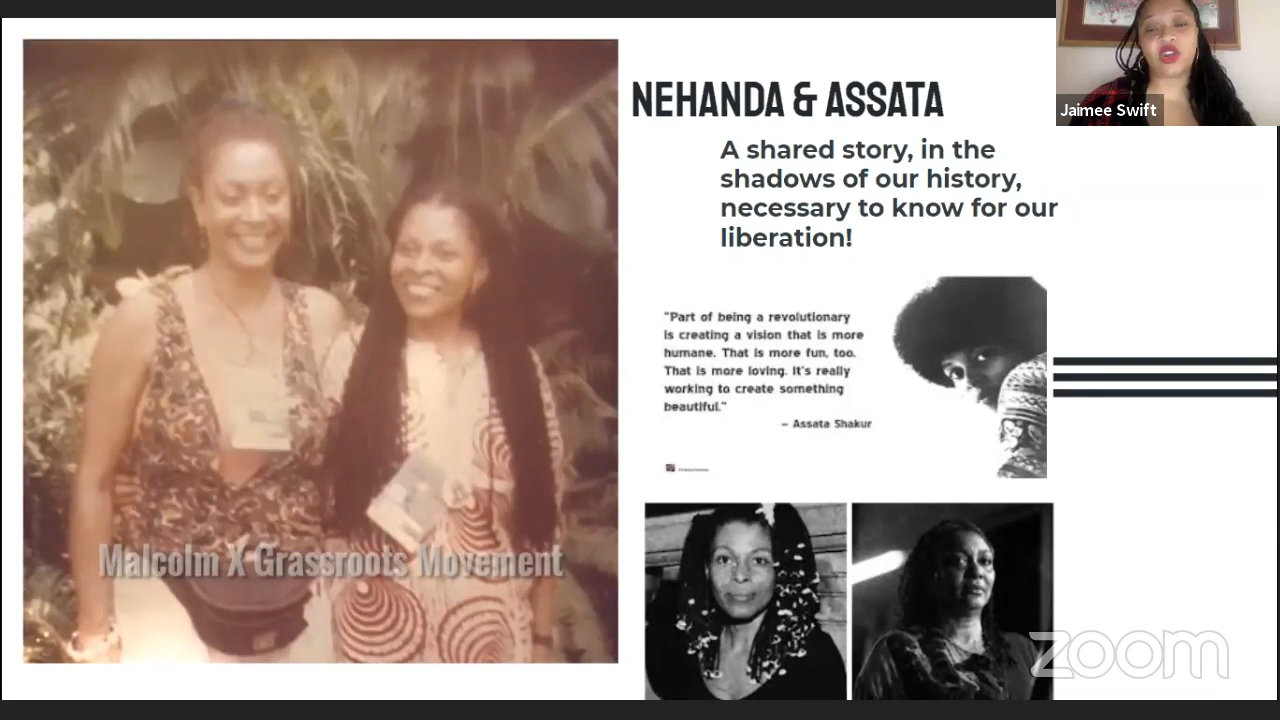 NEHANDA & ASSATA
Jaimee Swift
A shared story, in the
shadows of our history,
necessary to know for our
liberation!
"Part of being a revolutionary
is creating a vision that is more
humane. That is more fun, too.
That is more loving. It's really
working to create something
beautiful."
– Assata Shakur
Malcolm X Grassroots Movement
zoom